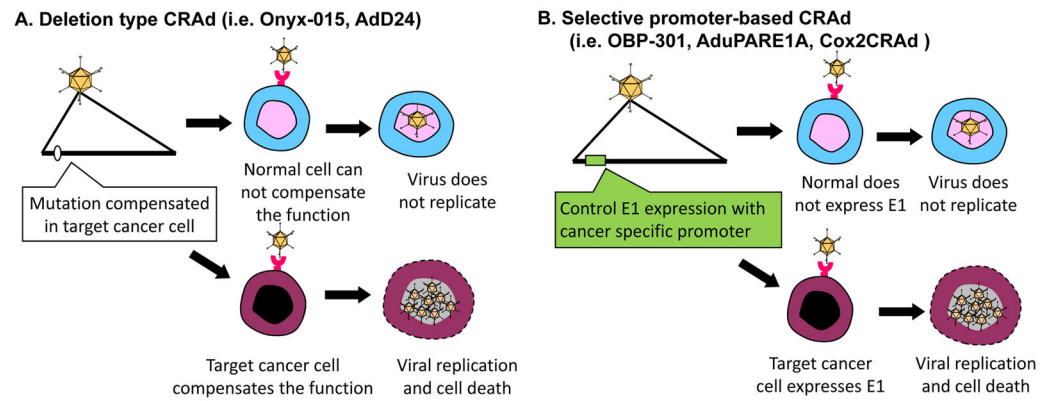 A. Deletion type CRAd (i.e. Onyx-015, AdD24)
Mutation compensated
in target cancer cell
Normal cell can
not compensate
the function
Virus does
not replicate
Target cancer cell
compensates the function
Viral replication
and cell death
B. Selective promoter-based CRAd
(i.e. OBP-301, AduPARE1A, Cox2CRAd )
Control E1 expression with
cancer specific promoter
Normal does
not express E1
Virus does
not replicate
Target cancer
cell expresses E1
Viral replication
and cell death